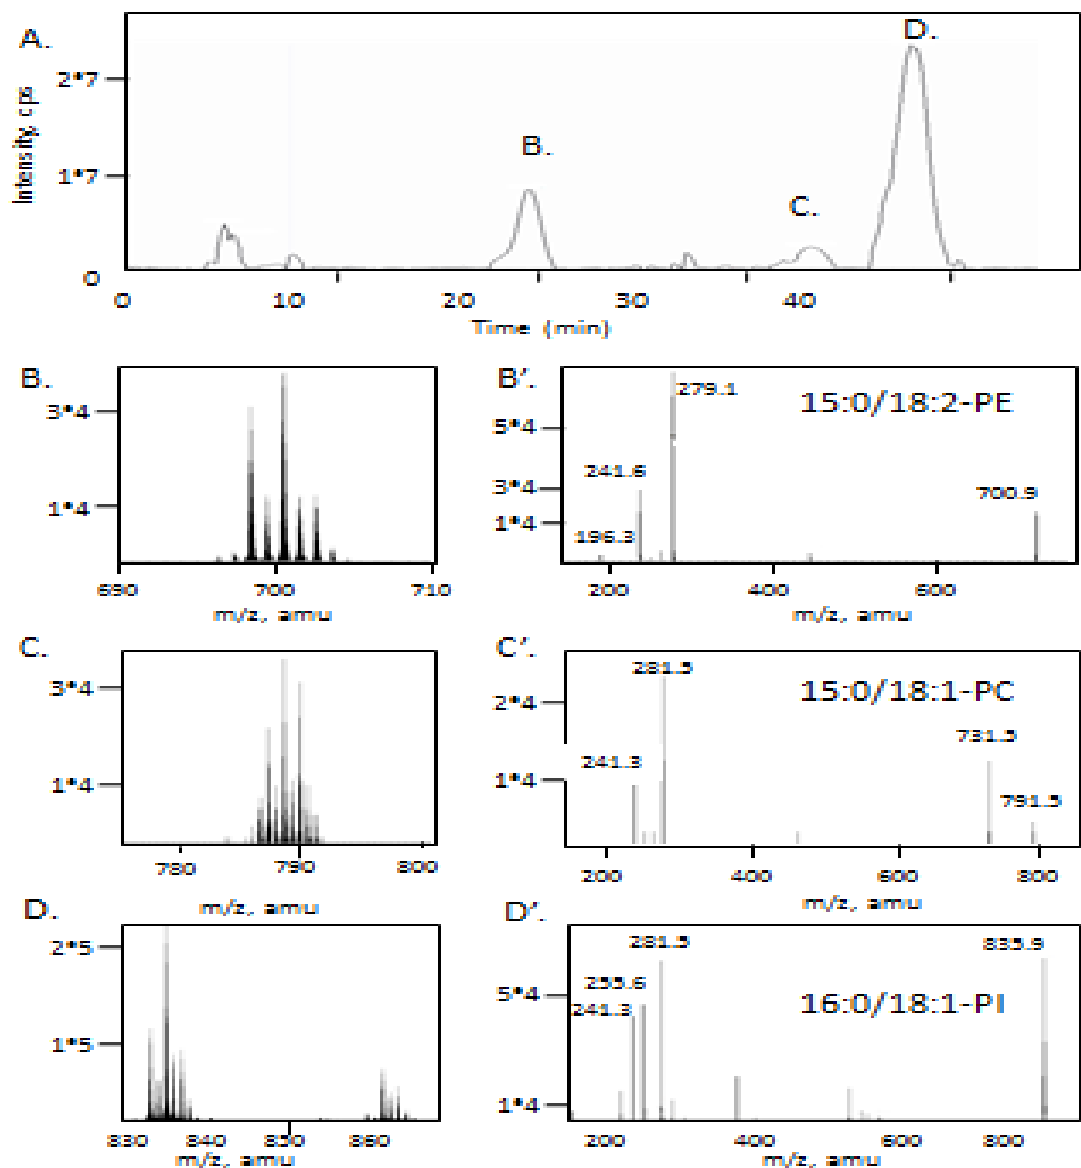 A.
D.
Intensity, cps
2*7
B.
1*7
C.
0
0 10 20 30 40
Time (min)
B.
3*4
1*4
690 700 710
m/z, amu
B’.
279.1
15:0/18:2-PE
5*4
241.6
3*4
700.9
1*4
196.3
200 400 600
m/z, amu
C.
3*4
1*4
780 790 800
m/z, amu
C’.
281.5
15:0/18:1-PC
2*4
731.5
241.3
1*4
791.5
200 400 600 800
m/z, amu
D.
2*5
1*5
830 840 850 860
m/z, amu
D’.
281.5
835.9
255.6
5*4
16:0/18:1-PI
241.3
1*4
200 400 600 800
m/z, amu